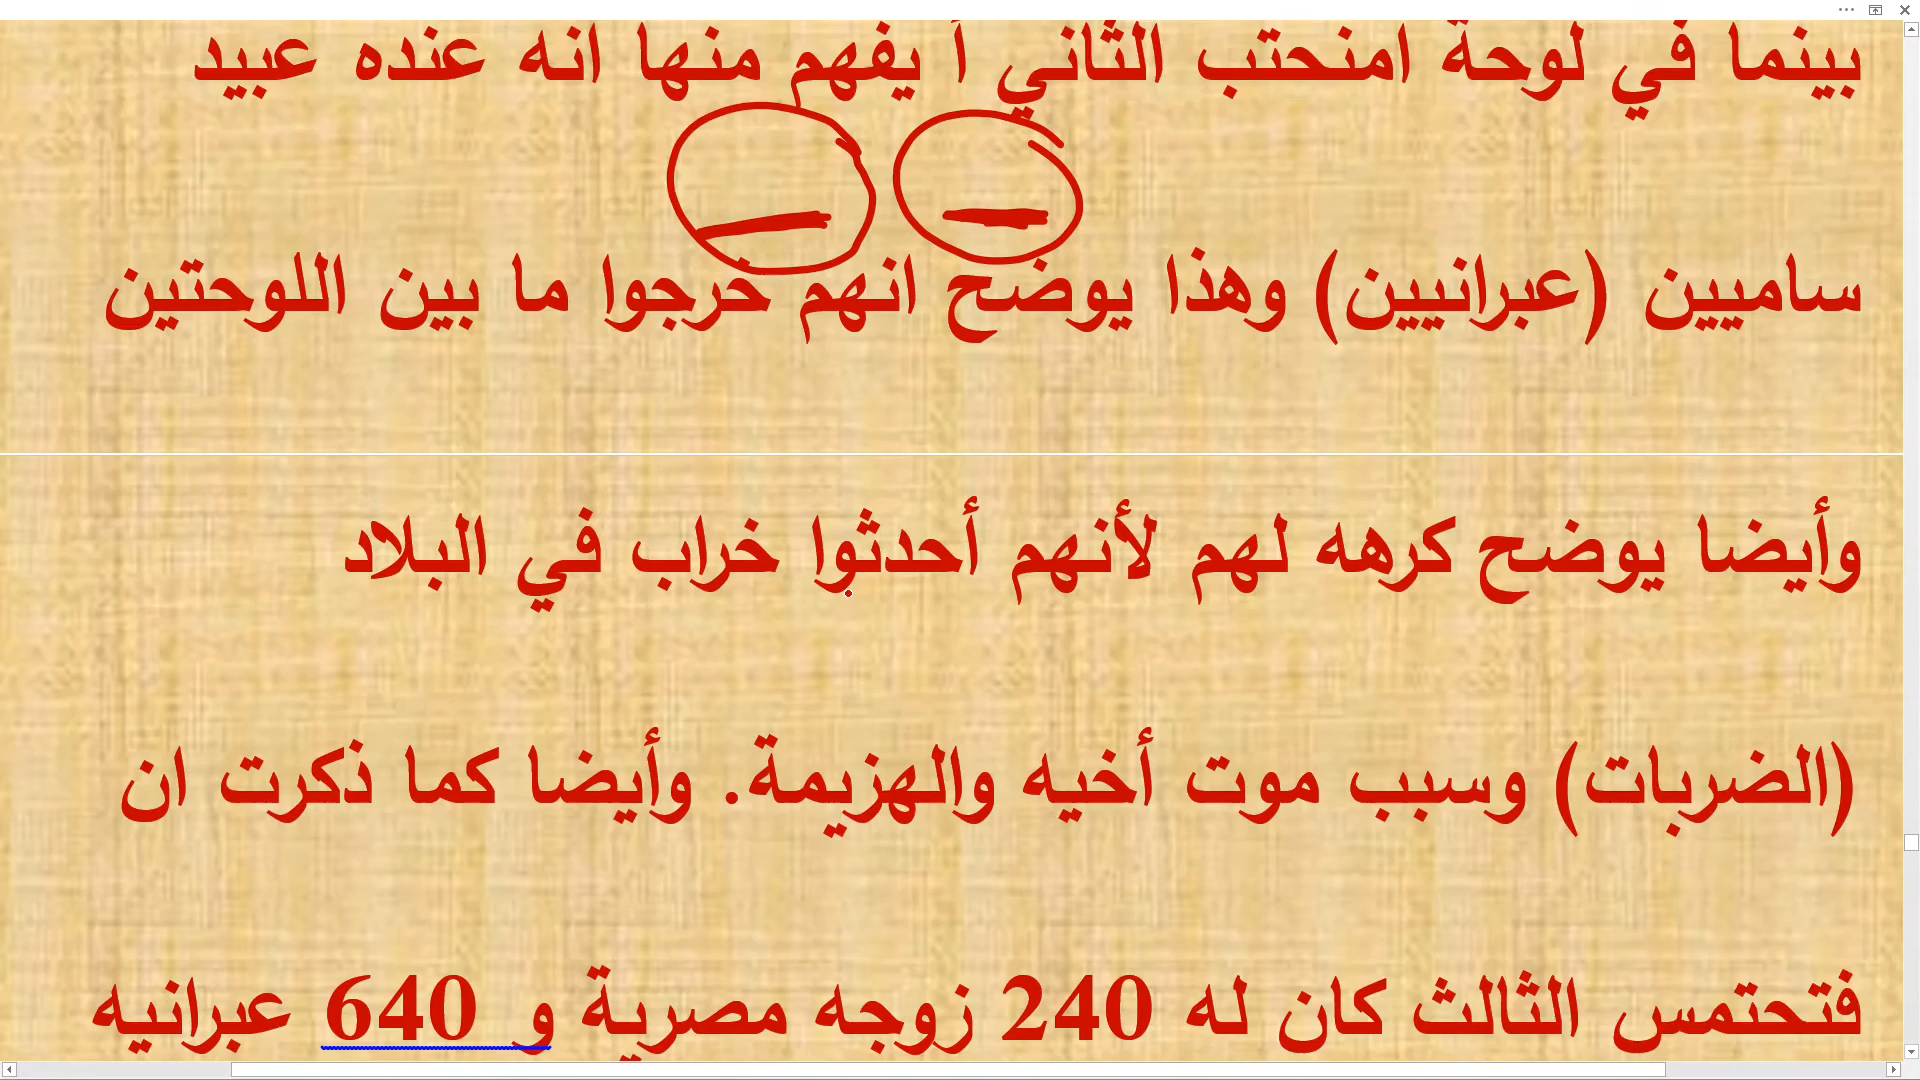 بينما في لوحة امنحتب الثاني أ يفهم منها انه عنده عبيد
ساميين (عبرانيين) وهذا يوضح انهم خرجوا ما بين اللوحتين
وأيضا يوضح كرهه لهم لأنهم أحدثوا خراب في البلاد
(الضربات) وسبب موت أخيه والهزيمة. وأيضا كما ذكرت ان
فتحتمس الثالث كان له 240 زوجه مصرية و 640 عبرانيه